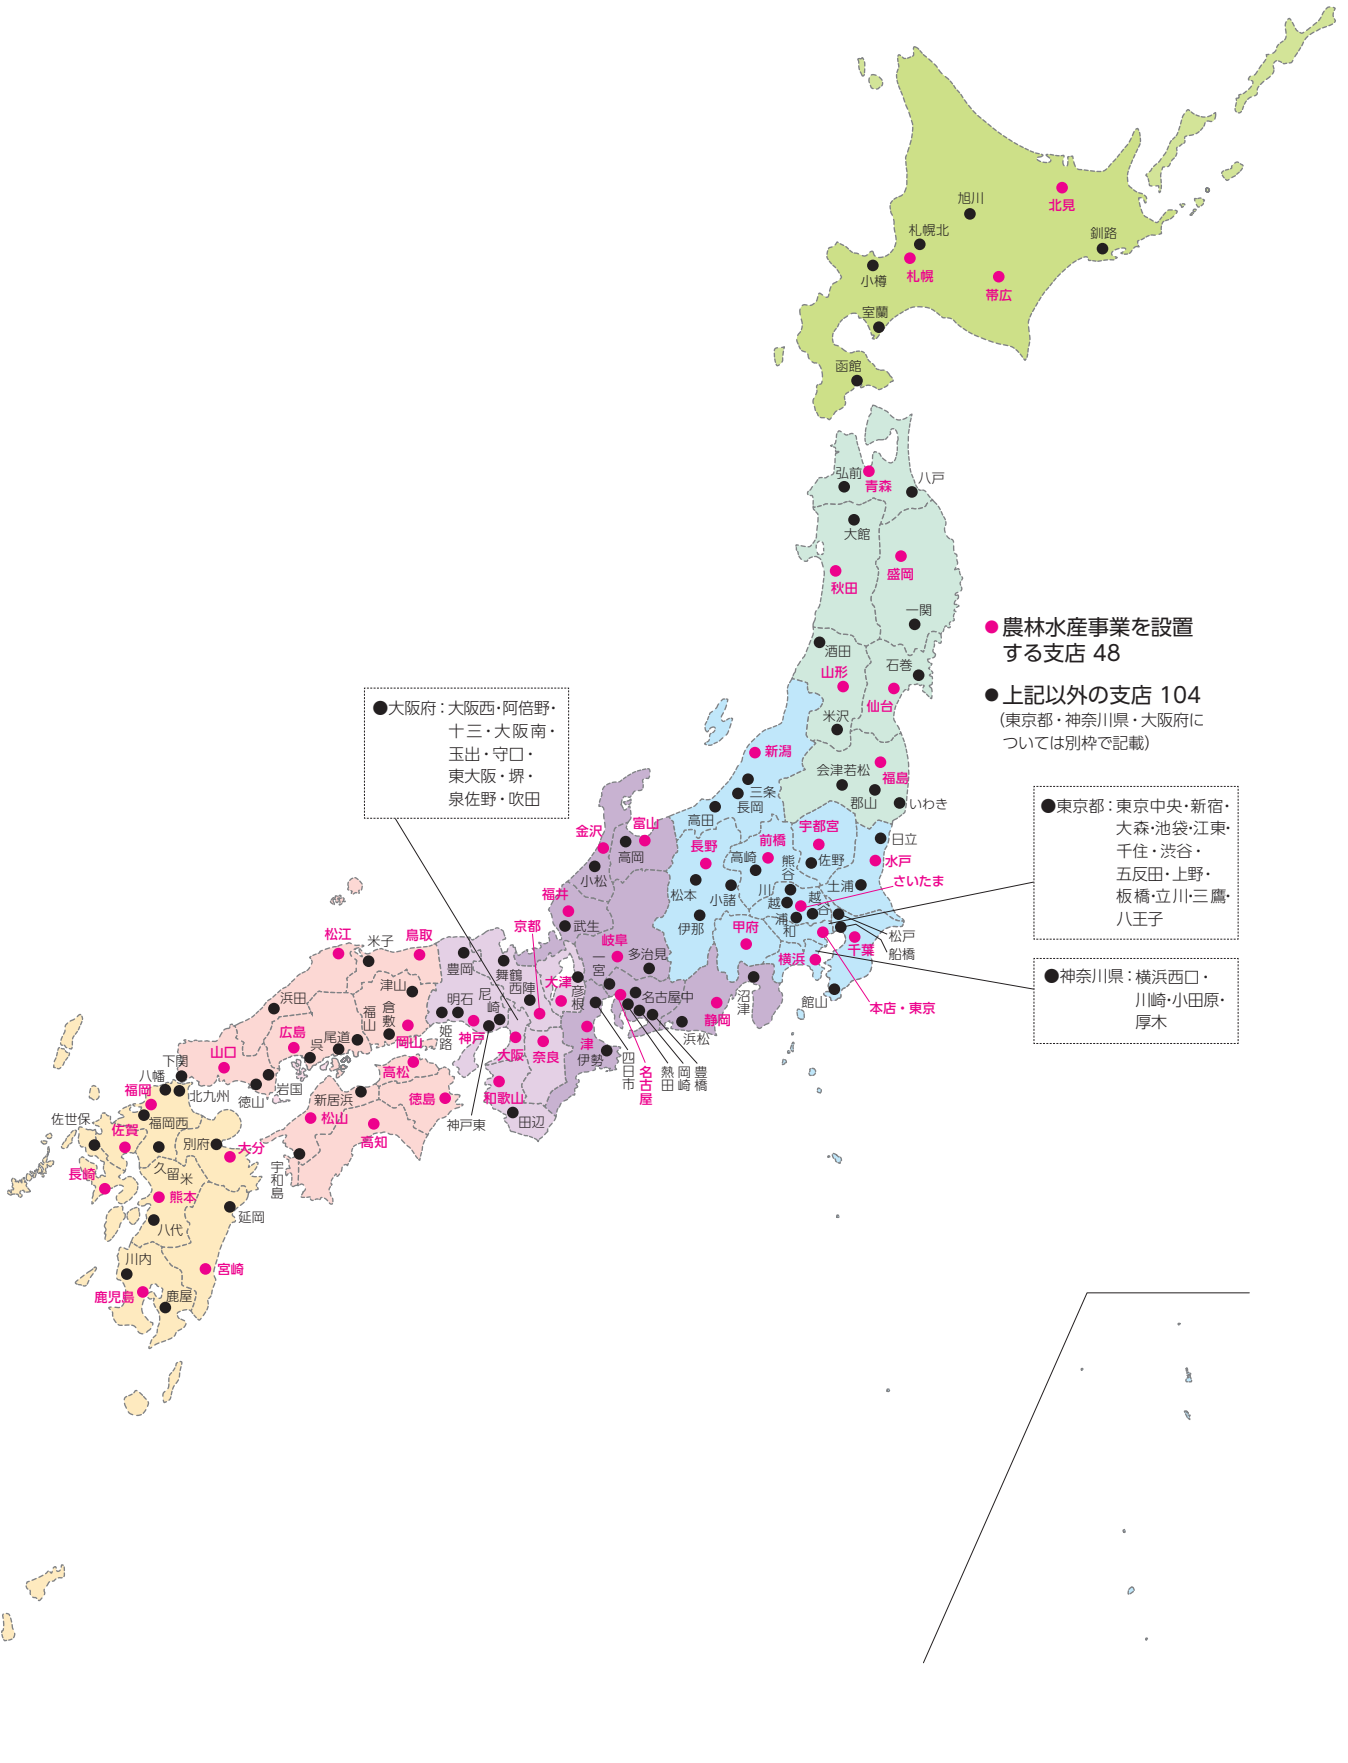 旭川
北見
札幌北
釧路
札幌
小樽
帯広
室蘭
函館
弘前
青森
八戸
大館
盛岡
秋田
一関
酒田
石巻
山形
仙台
米沢
●農林水産事業を設置
する支店 48
●上記以外の支店 104
(東京都・神奈川県・大阪府に
ついては別枠で記載)
●大阪府：大阪西・阿倍野・
十三・大阪南・
玉出・守口・
東大阪・堺・
泉佐野・吹田
新潟
会津若松
福島
三条
長岡
郡山
いわき
高田
●東京都：東京中央・新宿・
大森・池袋・江東・
千住・渋谷・
五反田・上野・
板橋・立川・三鷹・
八王子
富山
金沢
高岡
小松
宇都宮
日立
前橋
長野
高崎
熊谷
佐野
水戸
さいたま
松本
小諸
川越
越谷
土浦
福井
武生
京都
伊那
浦和
甲府
松戸
船橋
千葉
横浜
岐阜
多治見
一宮
松江
米子
鳥取
豊岡
舞鶴
西陣
大津
彦根
●神奈川県：横浜西口・
川崎・小田原・
厚木
館山
本店・東京
沼津
静岡
名古屋中
浜松
津山
浜田
明石
尼崎
福山
倉敷
姫路
神戸
広島
呉
尾道
岡山
大阪
奈良
津
伊勢
四日市
名古屋
熱田
岡崎
豊橋
山口
下関
八幡
北九州
福岡
徳山
岩国
高松
新居浜
徳島
和歌山
神戸東
田辺
佐世保
福岡西
佐賀
別府
大分
松山
高知
久留米
長崎
熊本
宇和島
延岡
八代
川内
宮崎
鹿児島
鹿屋